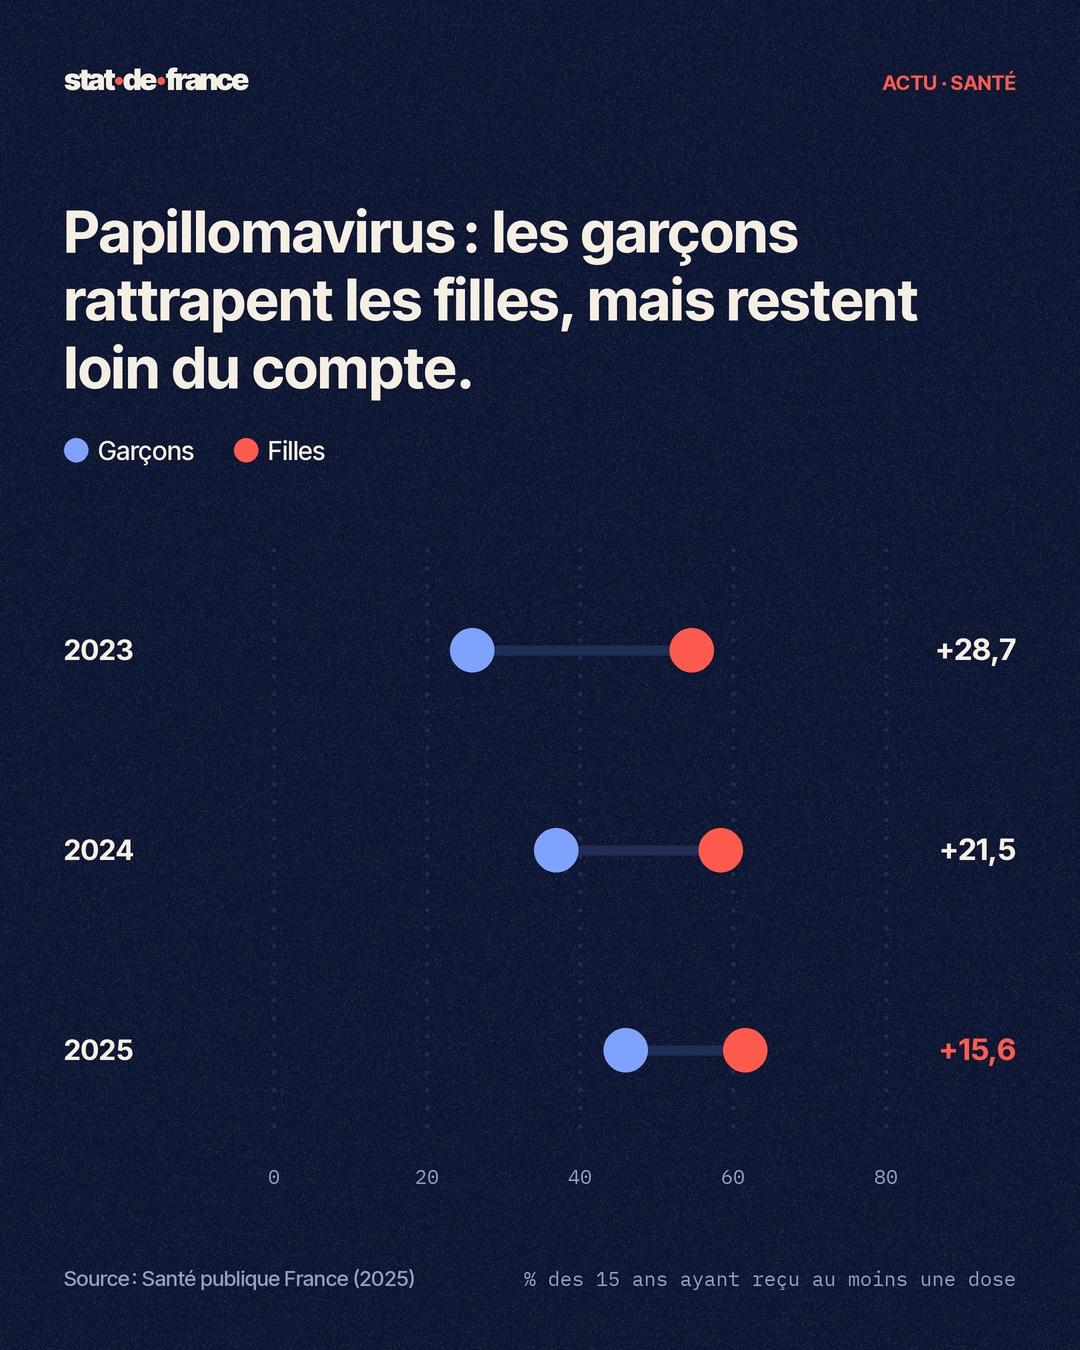 stat·de·france
ACTU · SANTÉ
Papillomavirus : les garçons
rattrapent les filles, mais restent
loin du compte.
Garçons
Filles
2023
+28,7
2024
+21,5
2025
+15,6
0 20 40 60 80
Source : Santé publique France (2025)
% des 15 ans ayant reçu au moins une dose